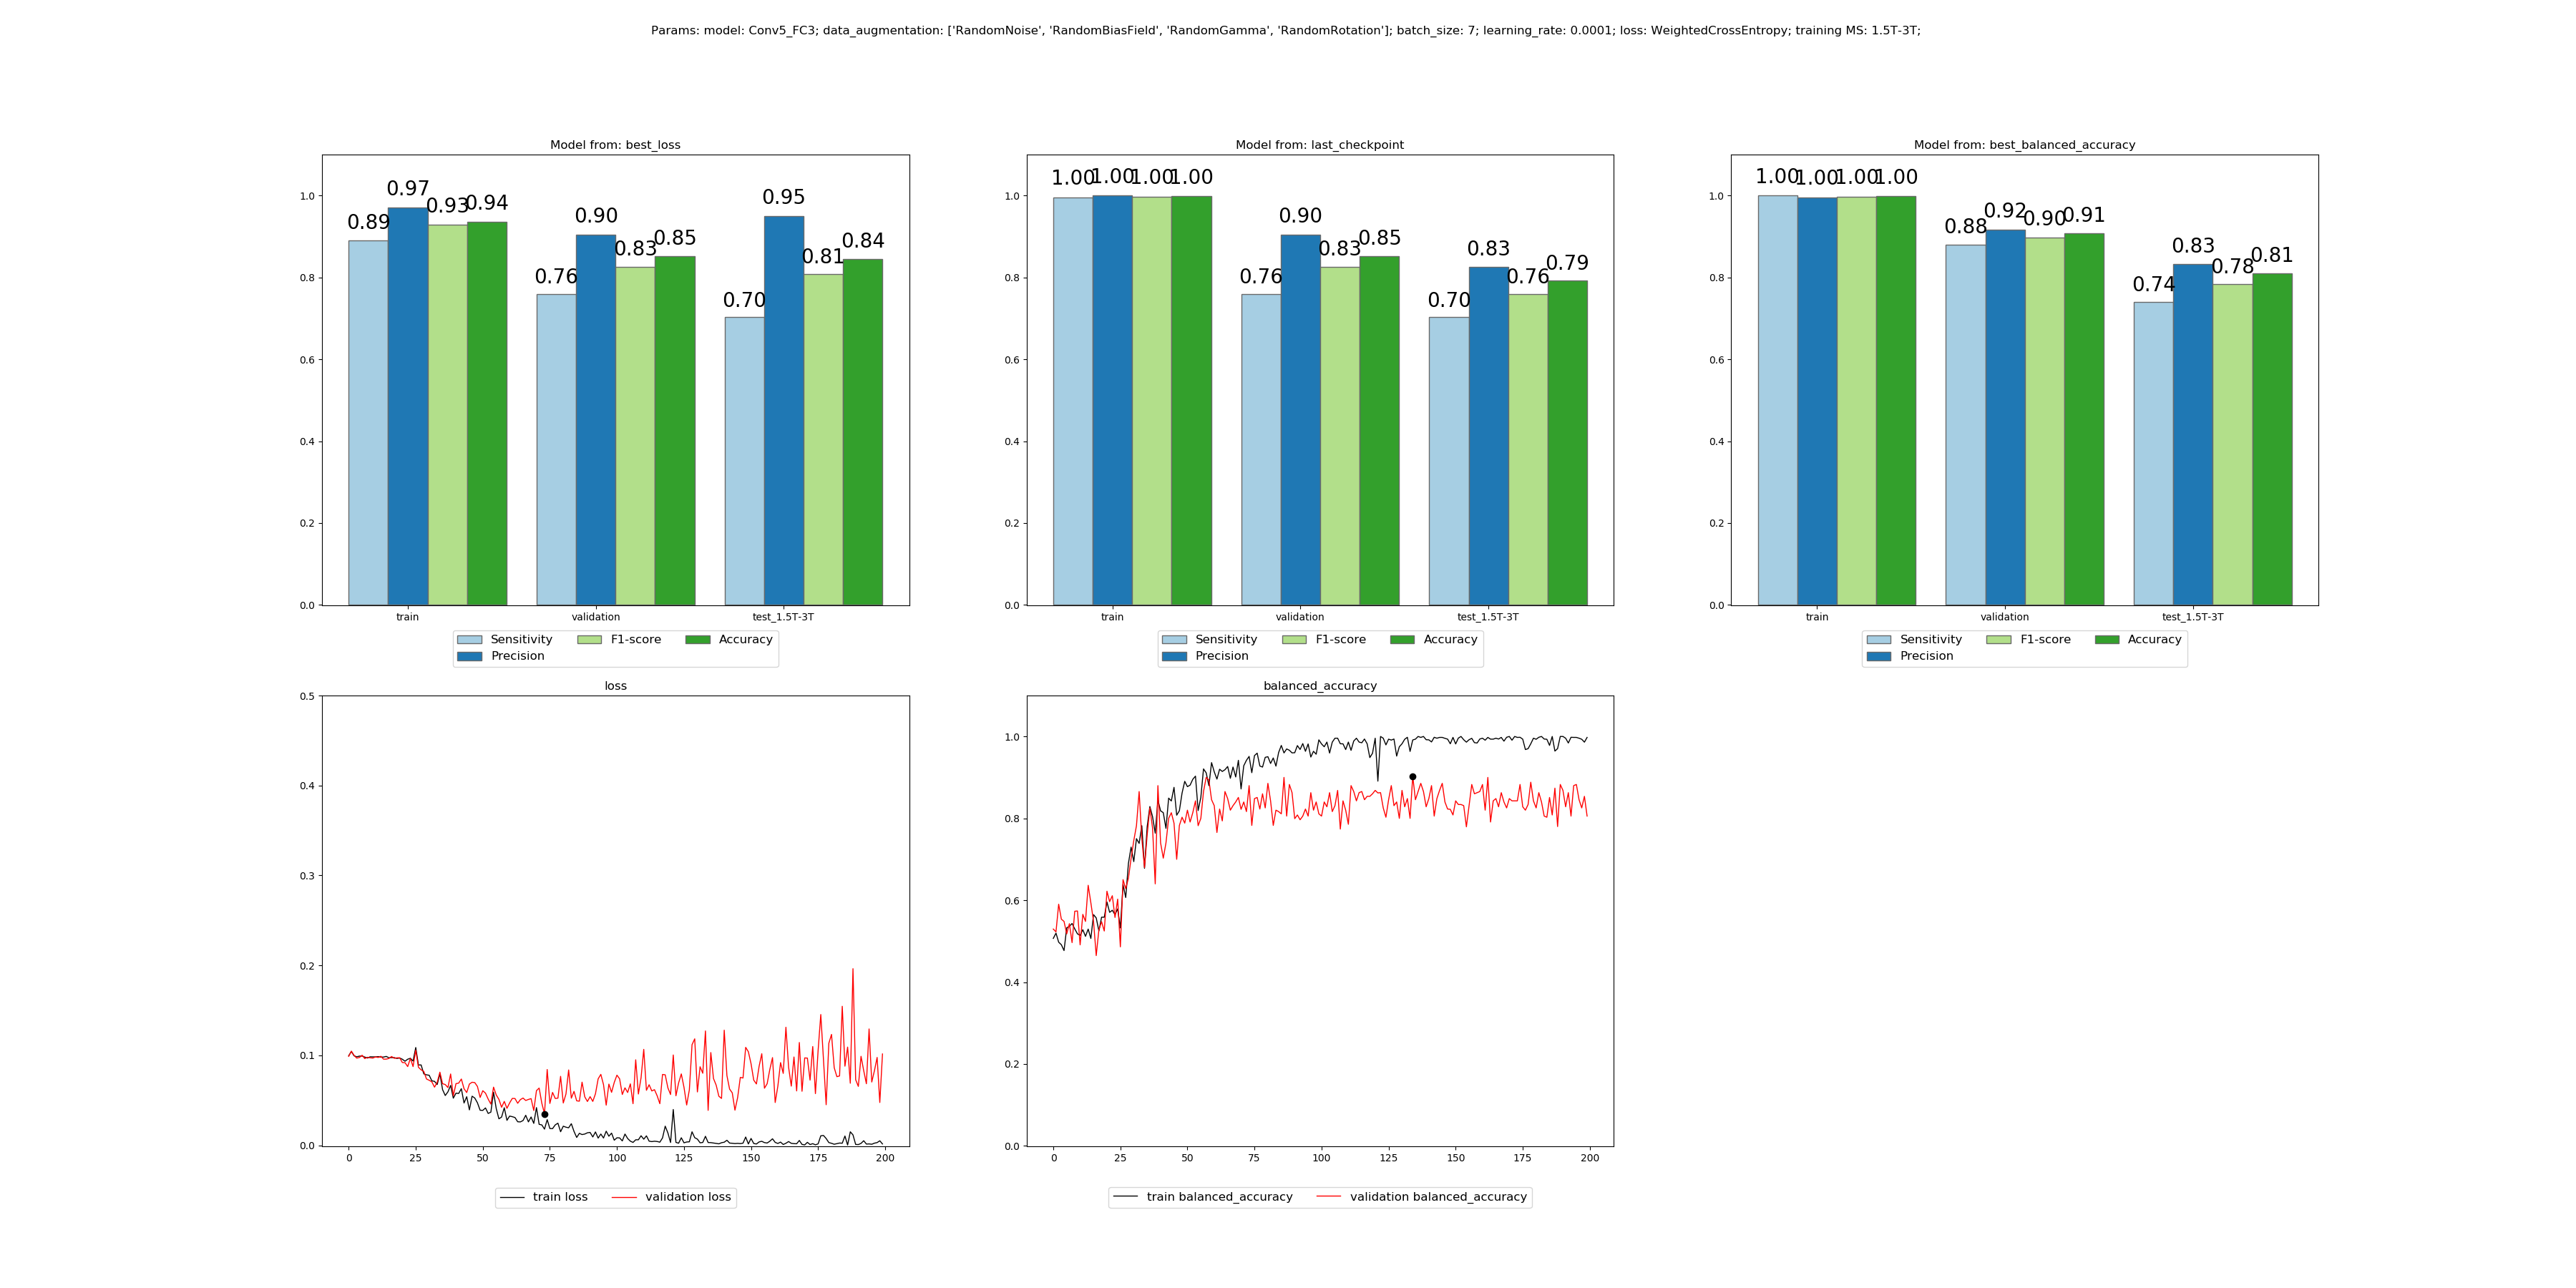 Params: model: Conv5_FC3; data_augmentation: ['RandomNoise', 'RandomBiasField', 'RandomGamma', 'RandomRotation']; batch_size: 7; learning_rate: 0.0001; loss: WeightedCrossEntropy; training MS: 1.5T-3T;
Model from: best_loss
1.0
0.8
0.6
0.4
0.2
0.0
0.89
0.97
0.93
0.94
0.76
0.90
0.83
0.85
0.70
0.95
0.81
0.84
train
validation
test_1.5T-3T
Sensitivity
F1-score
Accuracy
Precision
Model from: last_checkpoint
1.0
0.8
0.6
0.4
0.2
0.0
1.00
1.00
1.00
1.00
0.76
0.90
0.83
0.85
0.70
0.83
0.76
0.79
train
validation
test_1.5T-3T
Sensitivity
F1-score
Accuracy
Precision
Model from: best_balanced_accuracy
1.0
0.8
0.6
0.4
0.2
0.0
1.00
1.00
1.00
1.00
0.88
0.92
0.90
0.91
0.74
0.83
0.78
0.81
train
validation
test_1.5T-3T
Sensitivity
F1-score
Accuracy
Precision
loss
0.5
0.4
0.3
0.2
0.1
0.0
0 25 50 75 100 125 150 175 200
train loss
validation loss
balanced_accuracy
1.0
0.8
0.6
0.4
0.2
0.0
0 25 50 75 100 125 150 175 200
train balanced_accuracy
validation balanced_accuracy